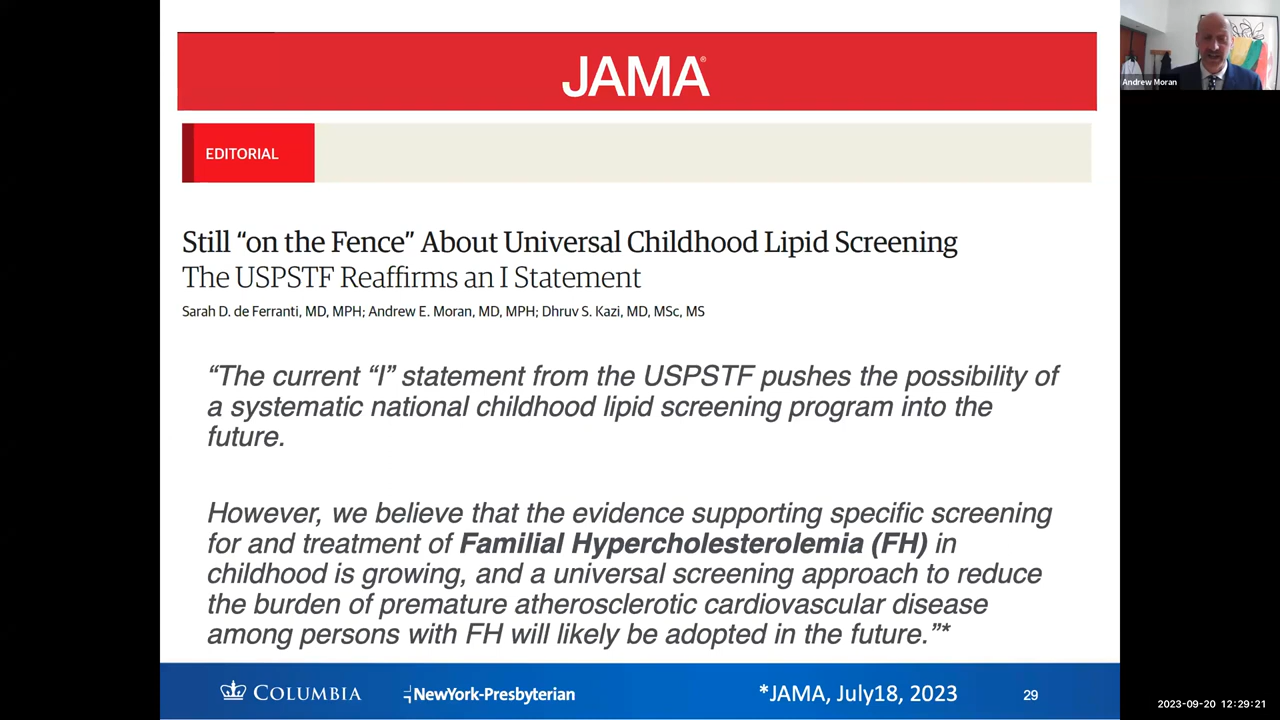 JAMA®
Andrew Moran
EDITORIAL
Still “on the Fence” About Universal Childhood Lipid Screening
The USPSTF Reaffirms an I Statement
Sarah D. de Ferranti, MD, MPH; Andrew E. Moran, MD, MPH; Dhruv S. Kazi, MD, MSc, MS
“The current “I” statement from the USPSTF pushes the possibility of
a systematic national childhood lipid screening program into the
future.
However, we believe that the evidence supporting specific screening
for and treatment of Familial Hypercholesterolemia (FH) in
childhood is growing, and a universal screening approach to reduce
the burden of premature atherosclerotic cardiovascular disease
among persons with FH will likely be adopted in the future.”*
COLUMBIA
NewYork-Presbyterian
*JAMA, July18, 2023
29
2023-09-20 12:29:21